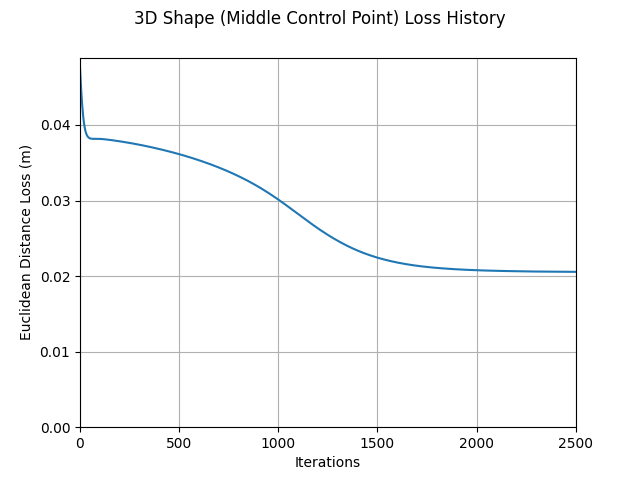 3D Shape (Middle Control Point) Loss History
Euclidean Distance Loss (m)
0.04
0.03
0.02
0.01
0.00
0 500 1000 1500 2000 2500
Iterations